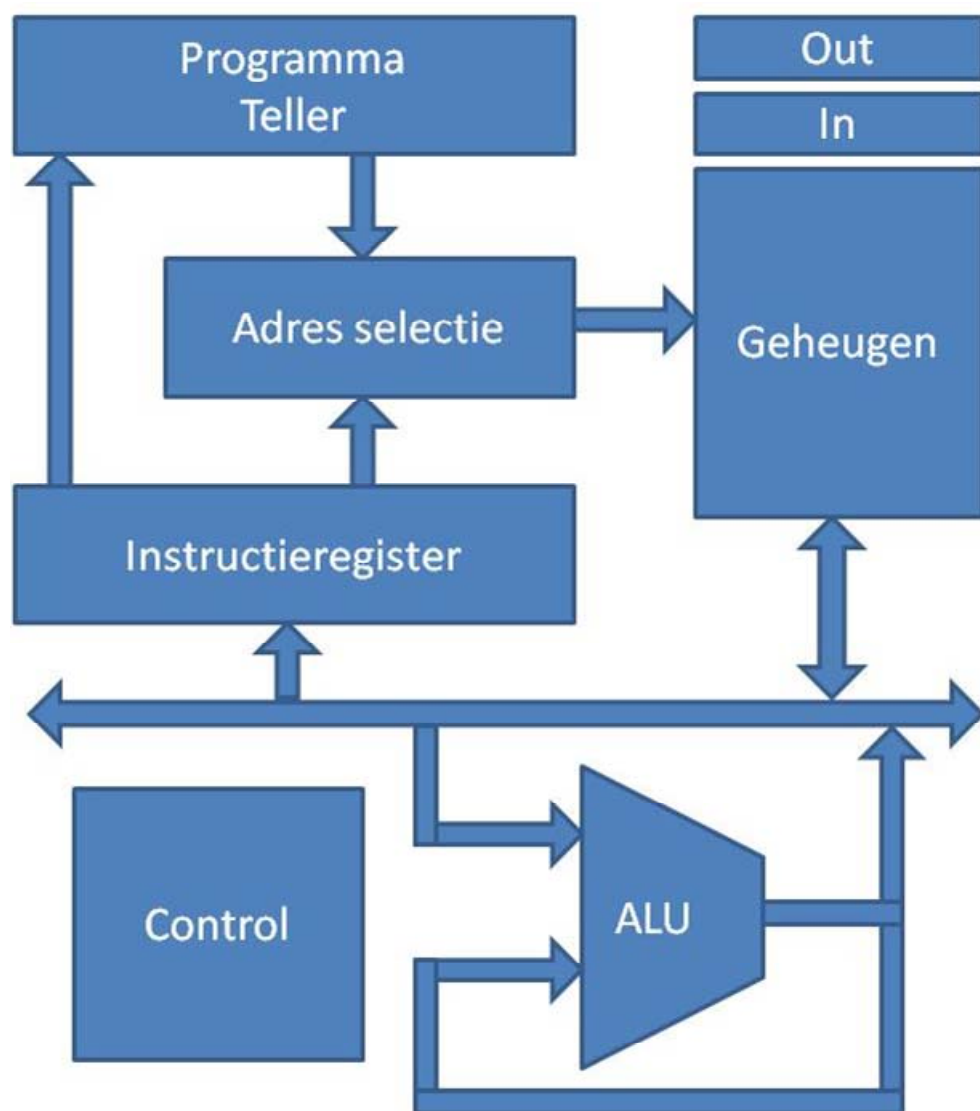 Programma
Teller
Out
In
Adres selectie
Geheugen
Instructieregister
Control
ALU